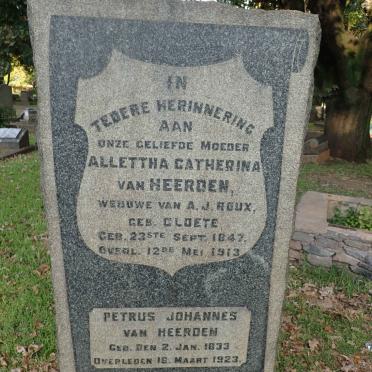 IN
TEDERE HERINNERING
AAN
ONZE GELIEFDE MOEDER
ALLETTHA CATHERINA
VAN HEERDEN,
WEDUWE VAN A.J. ROUX,
GEB. CLOETE
GEB. 23STE SEPT. 1847.
OVERL. 12DE MEI 1913.
PETRUS JOHANNES
VAN HEERDEN
GEB. DEN 2. JAN. 1833
OVERLEDEN 16. MAART 1923.